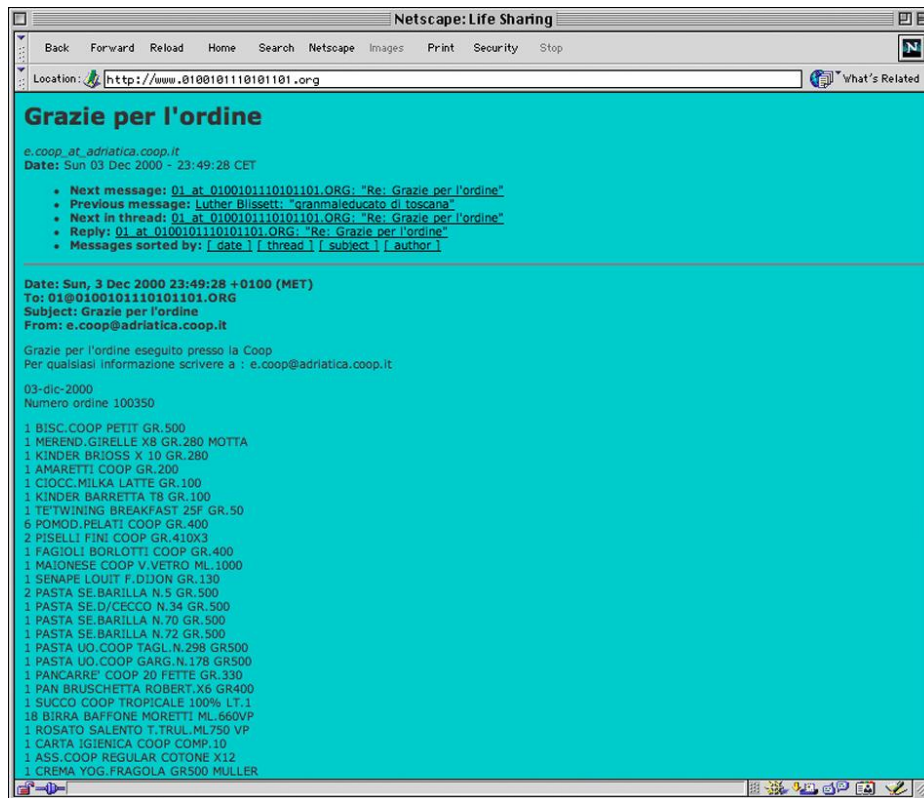 Netscape: Life Sharing
Back Forward Reload Home Search Netscape Images Print Security Stop
N
Location: http://www.0100101110101101.org What's Related
Grazie per l'ordine
e.coop_at_adriatica.coop.it
Date: Sun 03 Dec 2000 - 23:49:28 CET
• Next message: 01_at_0100101110101101.ORG: "Re: Grazie per l'ordine"
• Previous message: Luther Blissett: "granmaleducato di toscana"
• Next in thread: 01_at_0100101110101101.ORG: "Re: Grazie per l'ordine"
• Reply: 01_at_0100101110101101.ORG: "Re: Grazie per l'ordine"
• Messages sorted by: [ date ] [ thread ] [ subject ] [ author ]
Date: Sun, 3 Dec 2000 23:49:28 +0100 (MET)
To: 01@0100101110101101.ORG
Subject: Grazie per l'ordine
From: e.coop@adriatica.coop.it
Grazie per l'ordine eseguito presso la Coop
Per qualsiasi informazione scrivere a : e.coop@adriatica.coop.it
03-dic-2000
Numero ordine 100350
1 BISC.COOP PETIT GR.500
1 MEREND.GIRELLE X8 GR.280 MOTTA
1 KINDER BRIOSS X 10 GR.280
1 AMARETTI COOP GR.200
1 CIOCC.MILKA LATTE GR.100
1 KINDER BARRETTA T8 GR.100
1 TE'TWINING BREAKFAST 25F GR.50
6 POMOD.PELATI COOP GR.400
2 PISELLI FINI COOP GR.410X3
1 FAGIOLI BORLOTTI COOP GR.400
1 MAIONESE COOP V.VETRO ML.1000
1 SENAPE LOUIT F.DIJON GR.130
2 PASTA SE.BARILLA N.5 GR.500
1 PASTA SE.D/CECCO N.34 GR.500
1 PASTA SE.BARILLA N.70 GR.500
1 PASTA SE.BARILLA N.72 GR.500
1 PASTA UO.COOP TAGL.N.298 GR500
1 PASTA UO.COOP GARG.N.178 GR500
1 PANCARRE' COOP 20 FETTE GR.330
1 PAN BRUSCHETTA ROBERT.X6 GR400
1 SUCCO COOP TROPICALE 100% LT.1
18 BIRRA BAFFONE MORETTI ML.660VP
1 ROSATO SALENTO T.TRUL.ML750 VP
1 CARTA IGIENICA COOP COMP.10
1 ASS.COOP REGULAR COTONE X12
1 CREMA YOG.FRAGOLA GR500 MULLER